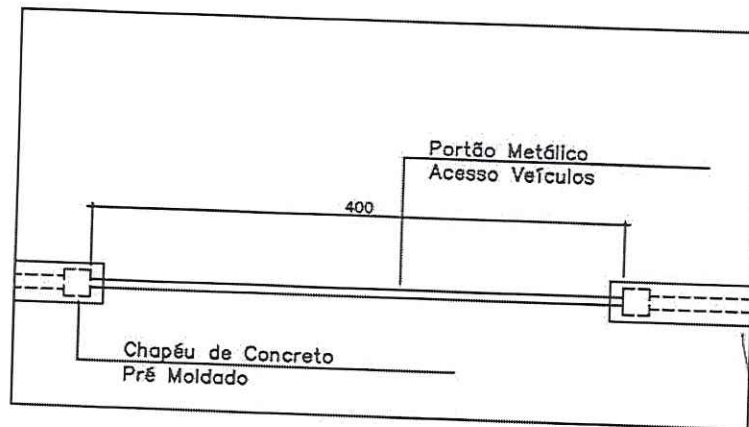 Portão Metálico
Acesso Veículos
400
Chapéu de Concreto
Pré Moldado